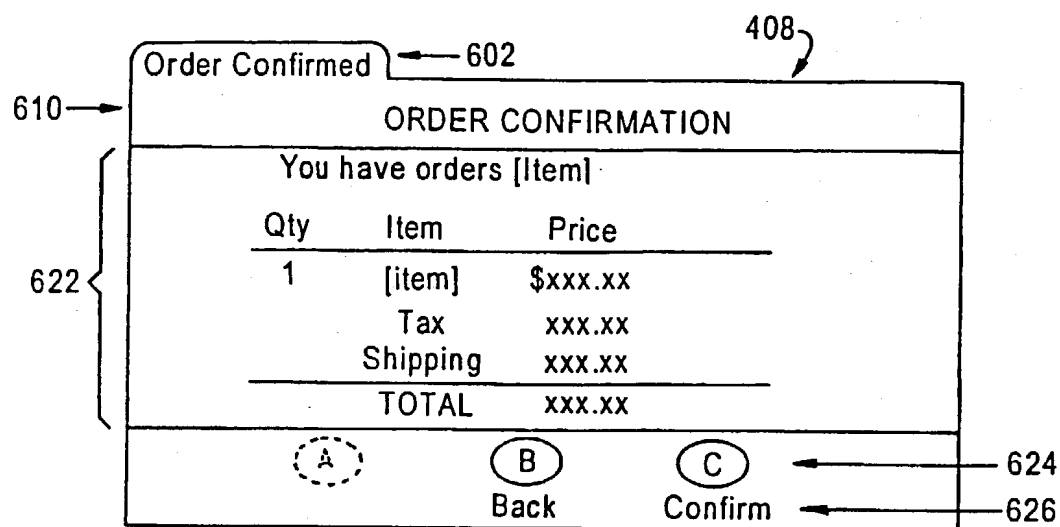 408
Order Confirmed 602
610 ORDER CONFIRMATION
You have orders [Item]
Qty Item Price
622 1 [item] $xxx.xx
Tax xxx.xx
Shipping xxx.xx
TOTAL xxx.xx
A B C 624
Back Confirm 626